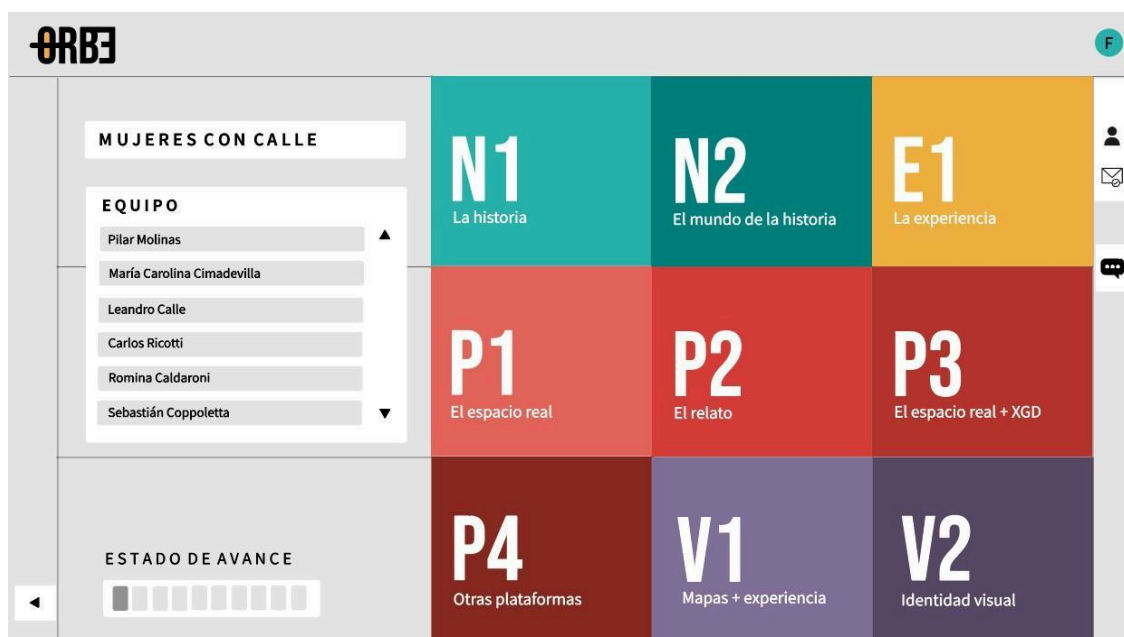 ORBE
F
MUJERES CON CALLE
EQUIPO
Pilar Molinas
María Carolina Cimadevilla
Leandro Calle
Carlos Ricotti
Romina Caldaroni
Sebastián Coppoletta
ESTADO DE AVANCE
N1
La historia
N2
El mundo de la historia
E1
La experiencia
P1
El espacio real
P2
El relato
P3
El espacio real + XGD
P4
Otras plataformas
V1
Mapas + experiencia
V2
Identidad visual